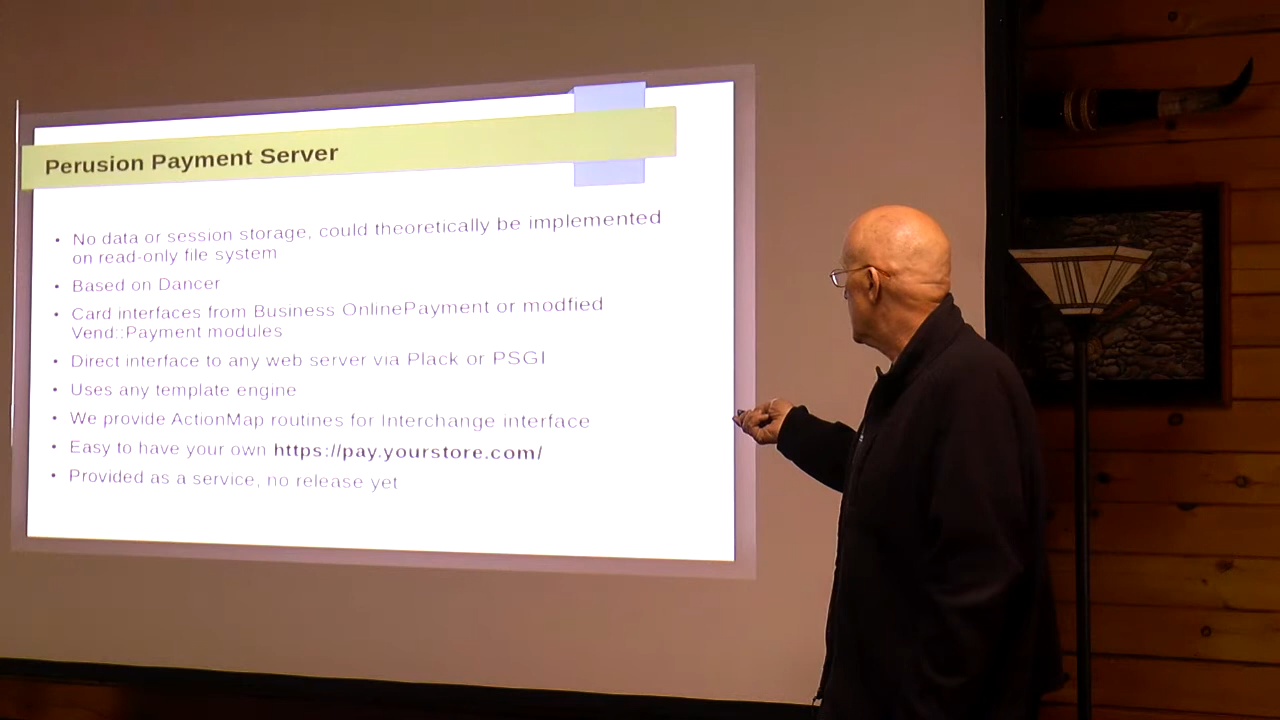 Perusion Payment Server
• No data or session storage, could theoretically be implemented
on read-only file system
• Based on Dancer
• Card interfaces from Business OnlinePayment or modfied
Vend::Payment modules
• Direct interface to any web server via Plack or PSGI
• Uses any template engine
• We provide ActionMap routines for Interchange interface
• Easy to have your own https://pay.yourstore.com/
• Provided as a service, no release yet